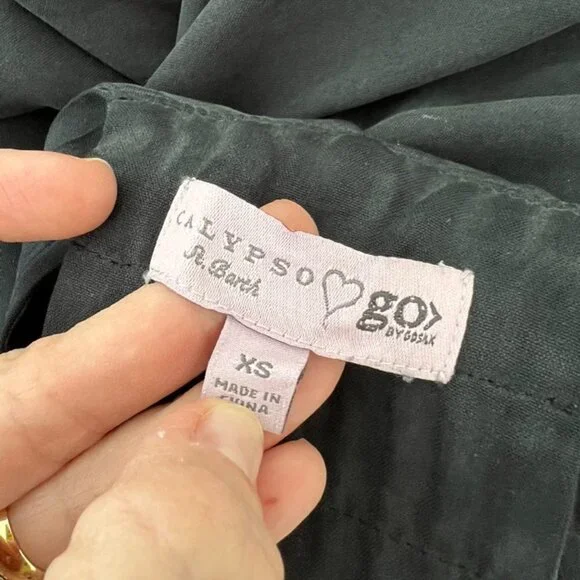 CALYPSO
St. Barth
go>
BY GOSILK
XS
MADE IN
CHINA